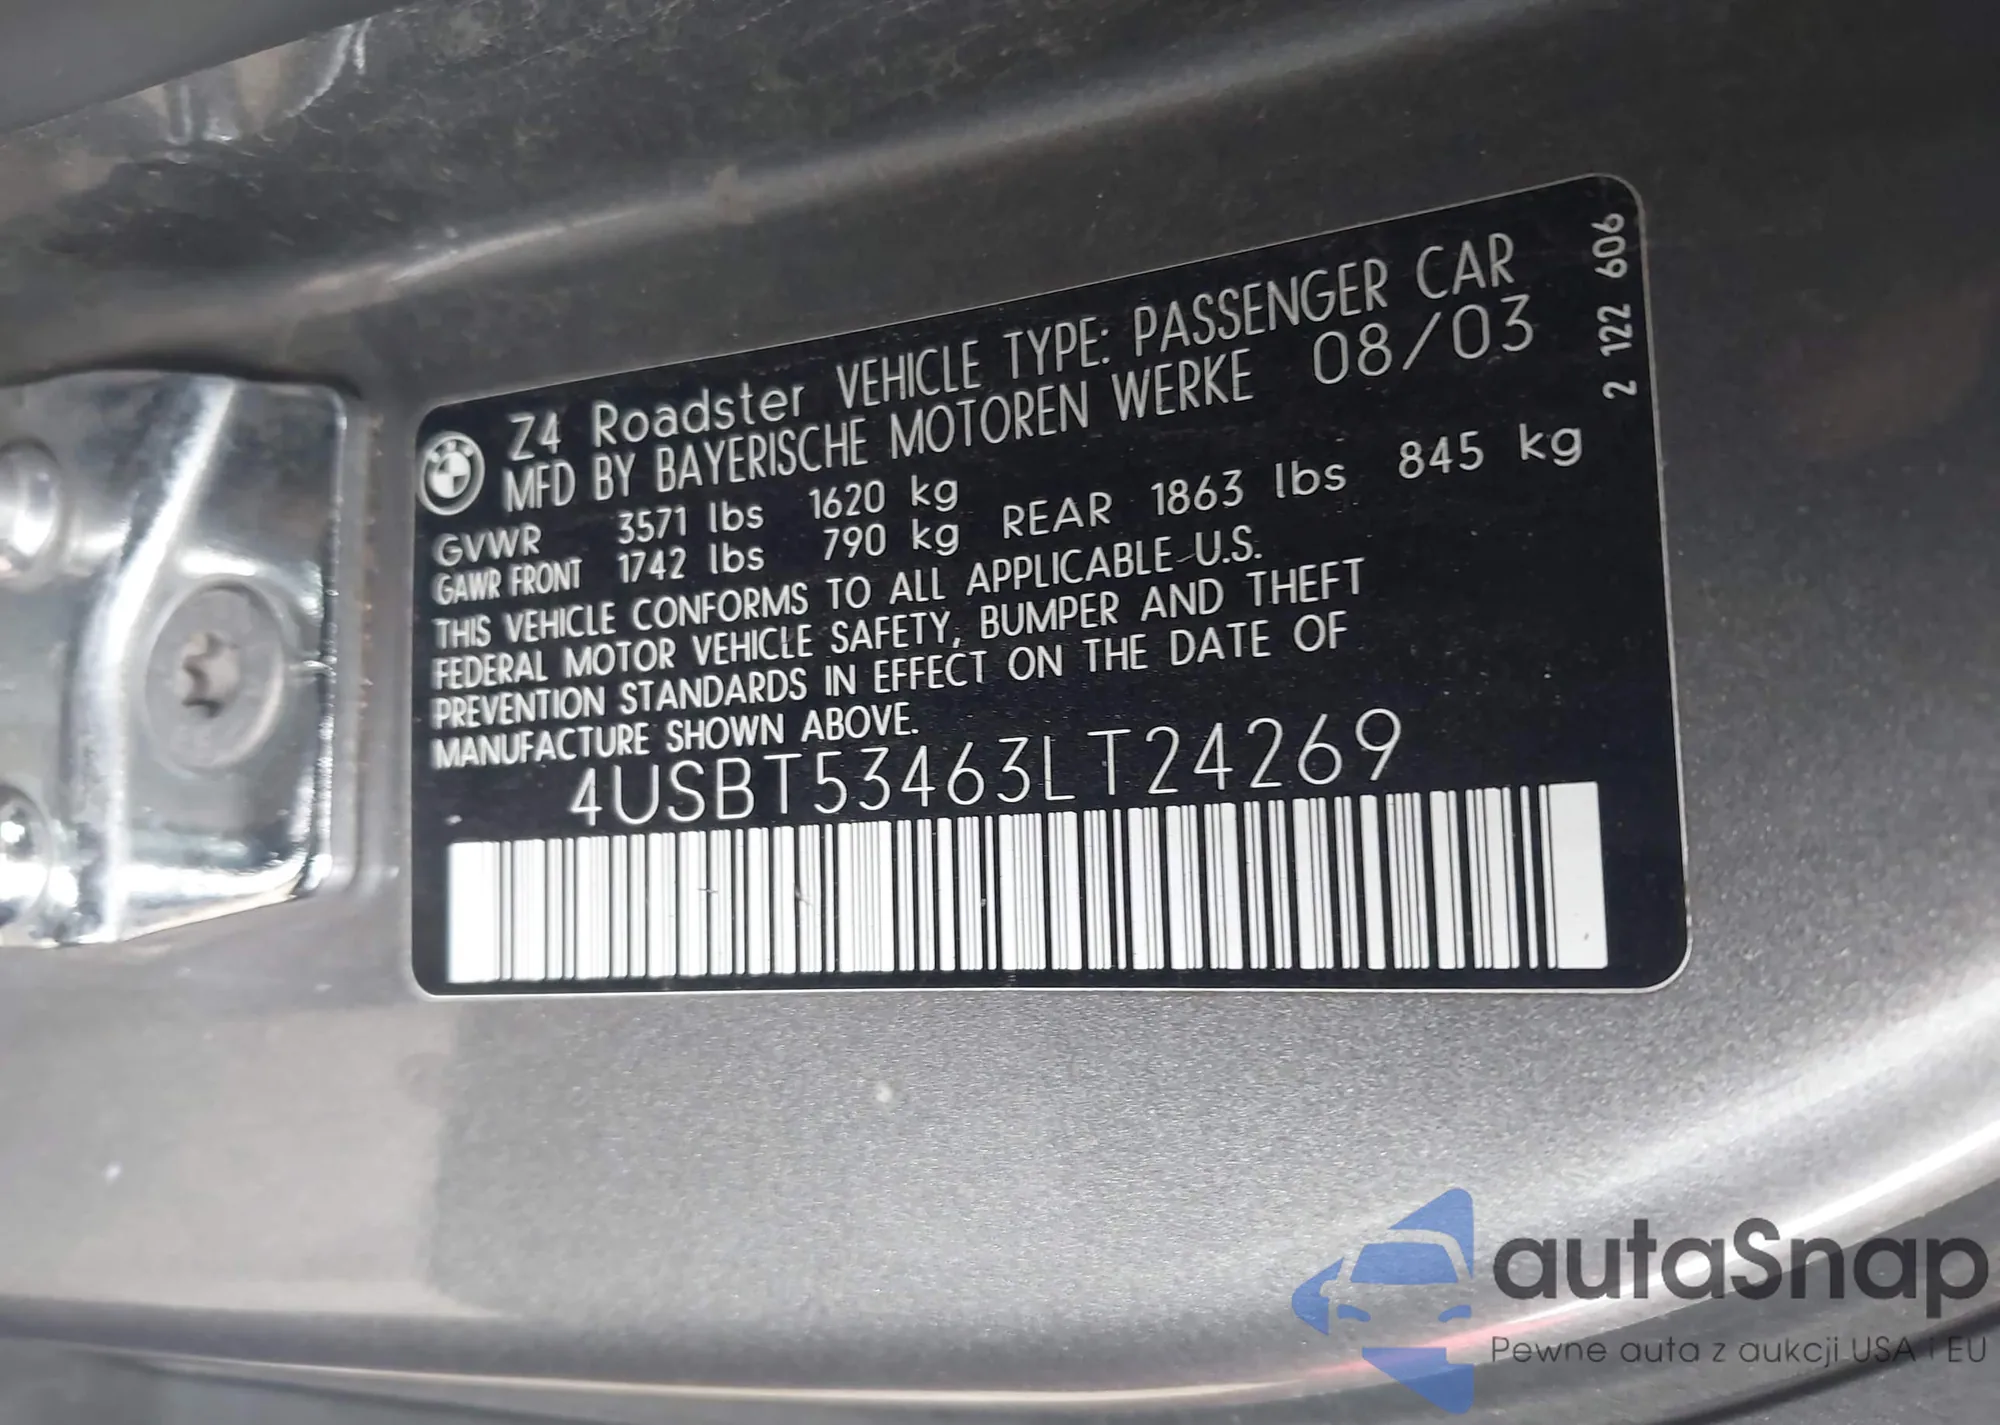 Z4 Roadster VEHICLE TYPE: PASSENGER CAR
MFD BY BAYERISCHE MOTOREN WERKE 08/03
GVWR 3571 lbs 1620 kg
GAWR FRONT 1742 lbs 790 kg REAR 1863 lbs 845 kg
THIS VEHICLE CONFORMS TO ALL APPLICABLE U.S.
FEDERAL MOTOR VEHICLE SAFETY, BUMPER AND THEFT
PREVENTION STANDARDS IN EFFECT ON THE DATE OF
MANUFACTURE SHOWN ABOVE.
4USBT53463LT24269
2 122 606
autaSnap
Pewne auta z aukcji USA i EU